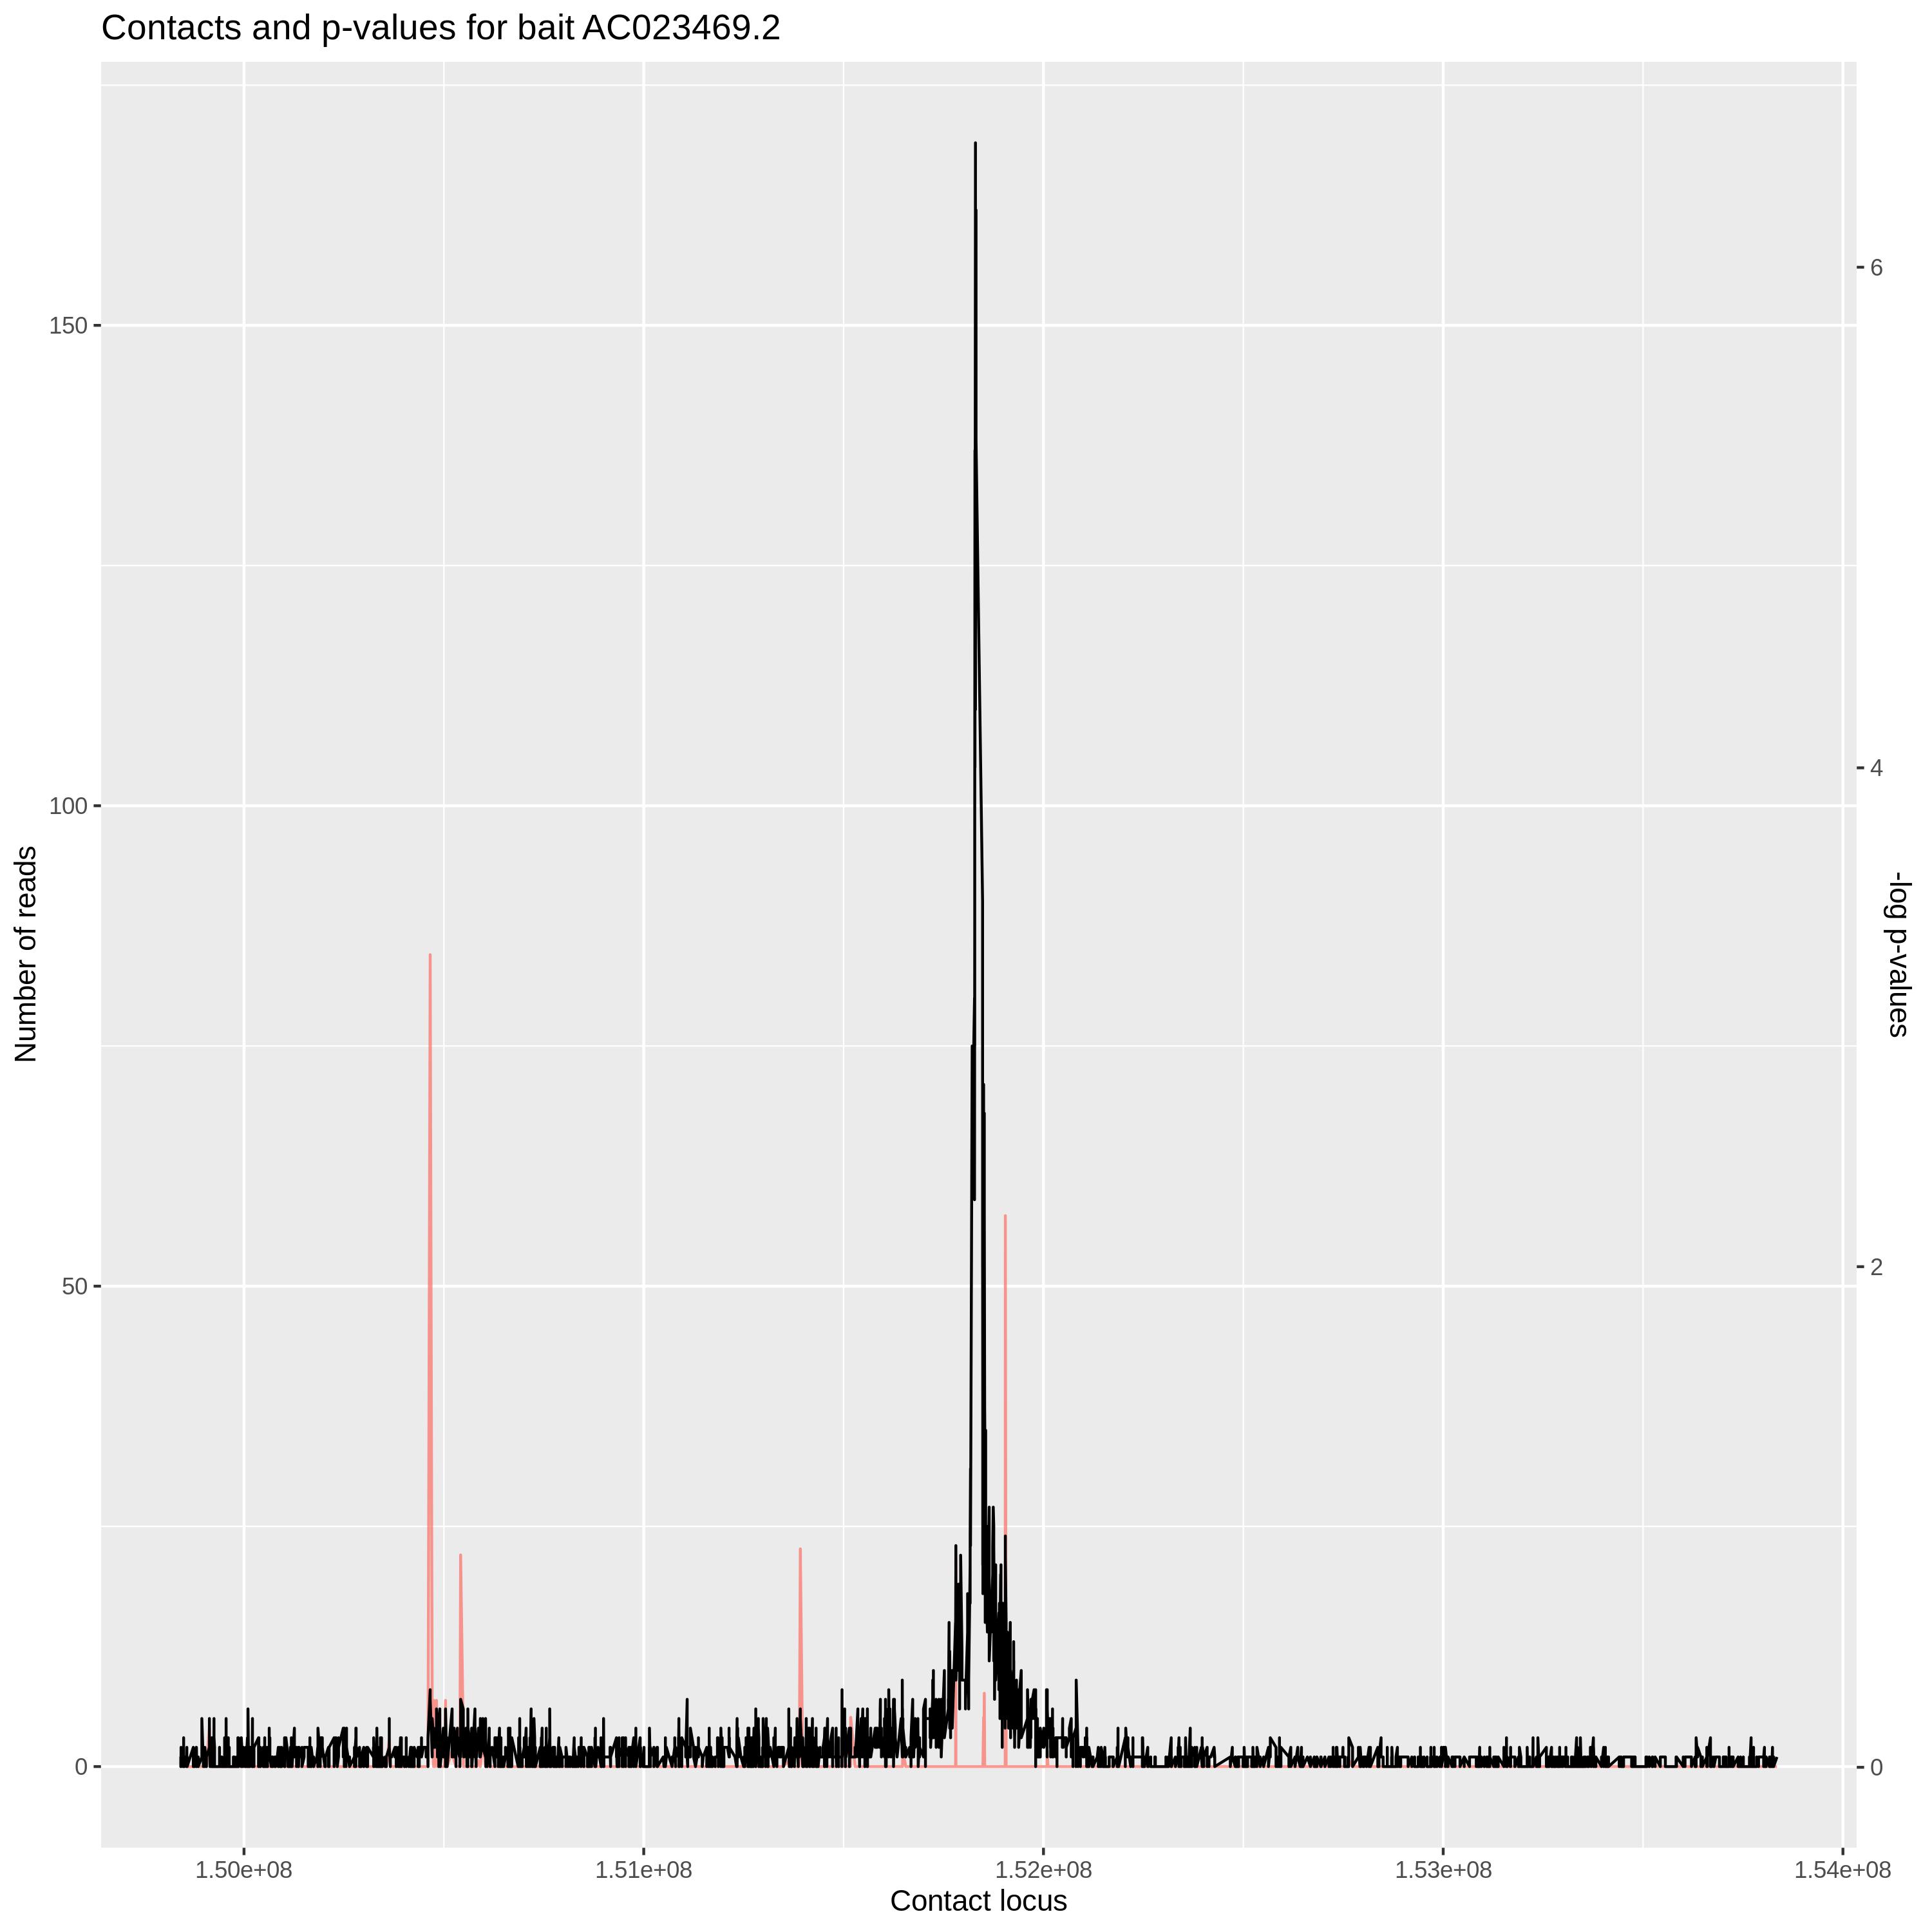 Contacts and p-values for bait AC023469.2
Number of reads
150
100
50
0
6
4
2
0
-log p-values
1.50e+08
1.51e+08
1.52e+08
1.53e+08
1.54e+08
Contact locus